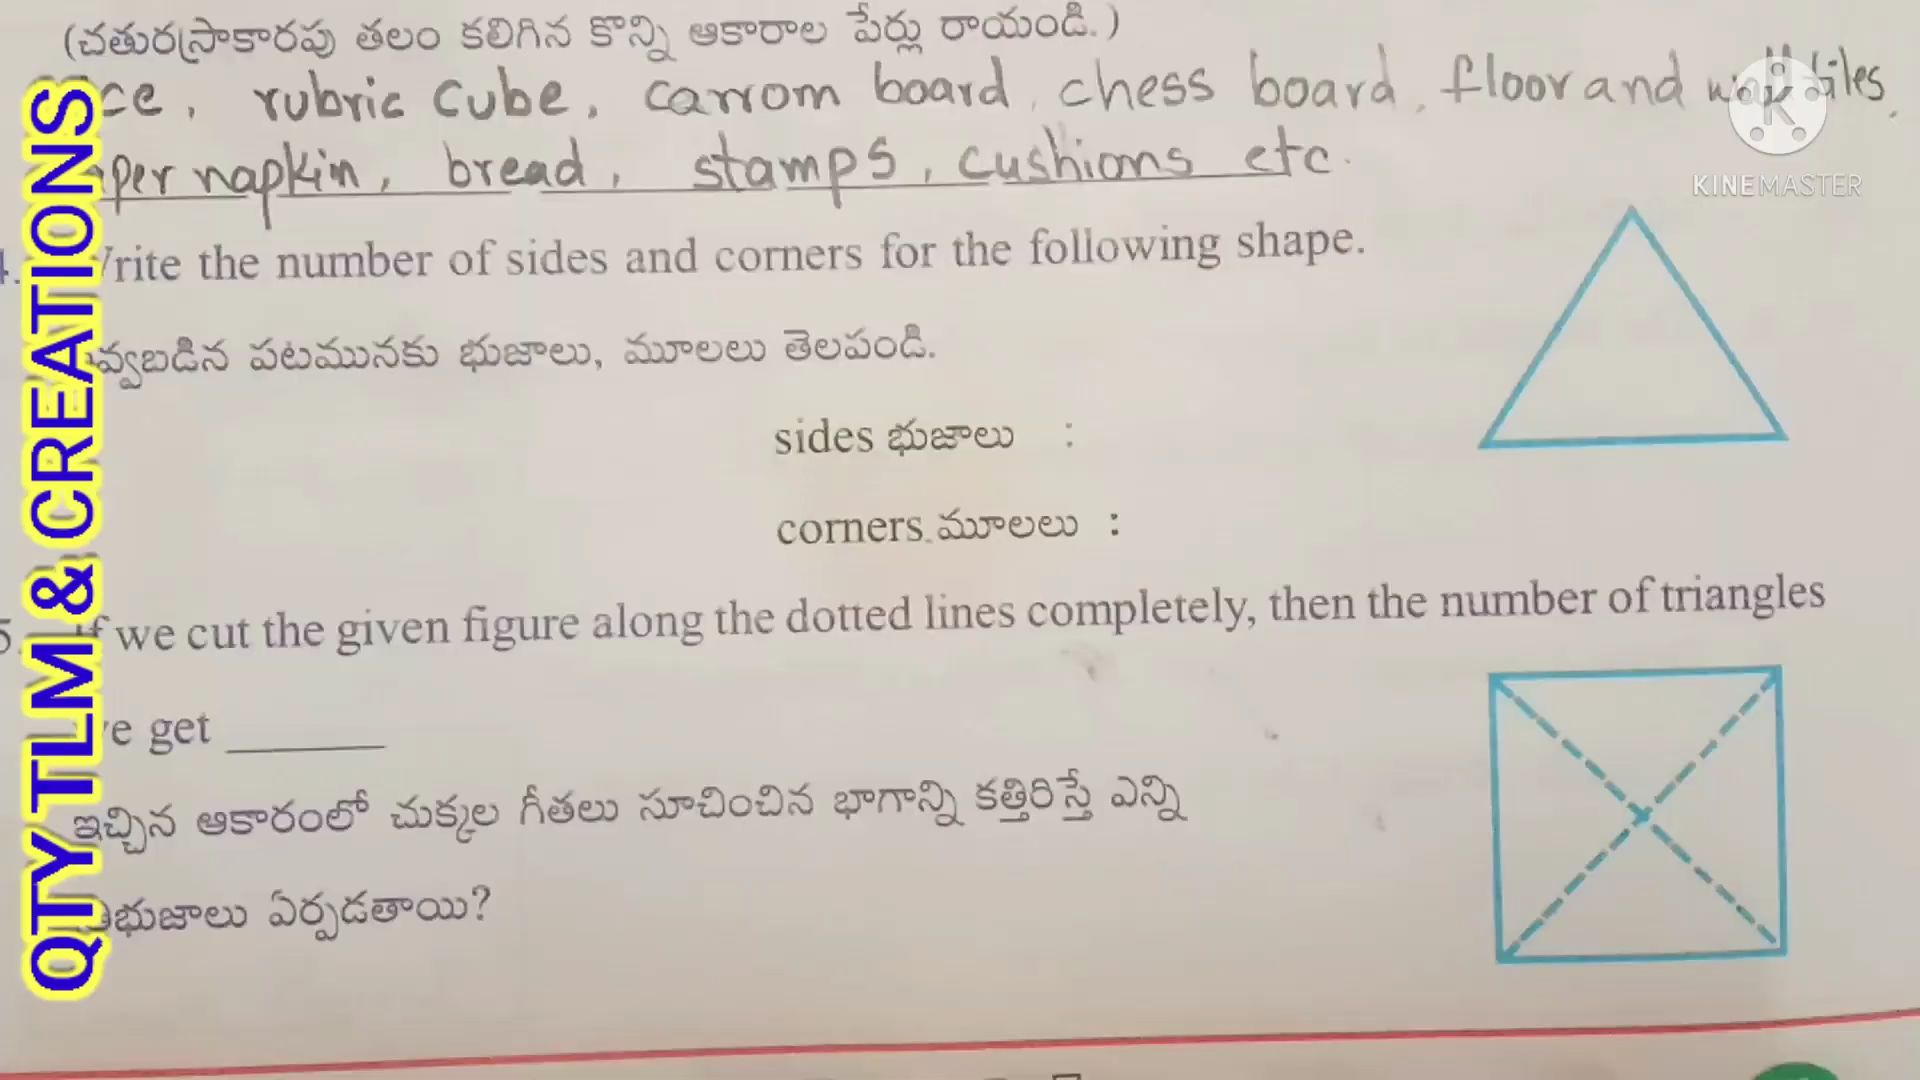 (చతురస్రాకారపు తలం కలిగిన కొన్ని ఆకారాల పేర్లు రాయండి.)
rubric cube, carrom board, chess board, floor and wall tiles,
napkin, bread, stamps, cushions etc.
KINEMASTER
the number of sides and corners for the following shape.
పటమునకు భుజాలు, మూలలు తెలపండి.
sides భుజాలు :
corners మూలలు :
we cut the given figure along the dotted lines completely, then the number of triangles
get ______
ఇచ్చిన ఆకారంలో చుక్కల గీతలు సూచించిన భాగాన్ని కత్తిరిస్తే ఎన్ని
ఏర్పడతాయి?
QTY TLM & CREATIONS